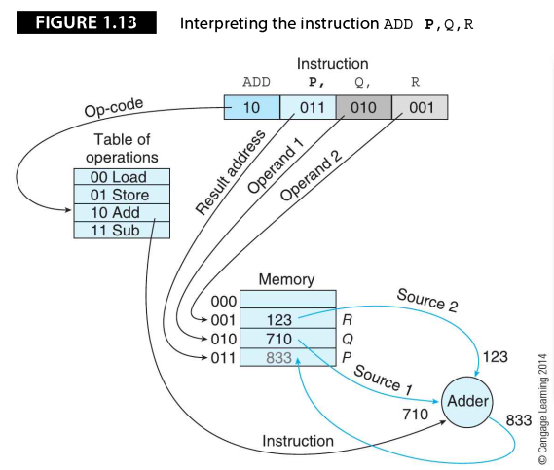 FIGURE 1.13 Interpreting the instruction ADD P,Q,R
Instruction
ADD P, Q, R
10 011 010 001
Op-code
Result address
Operand 1
Operand 2
Table of
operations
00 Load
01 Store
10 Add
11 Sub
Memory
000
001 123 R
010 710 Q
011 833 P
Source 2
123
Source 1
710
Adder
833
Instruction
© Cengage Learning 2014